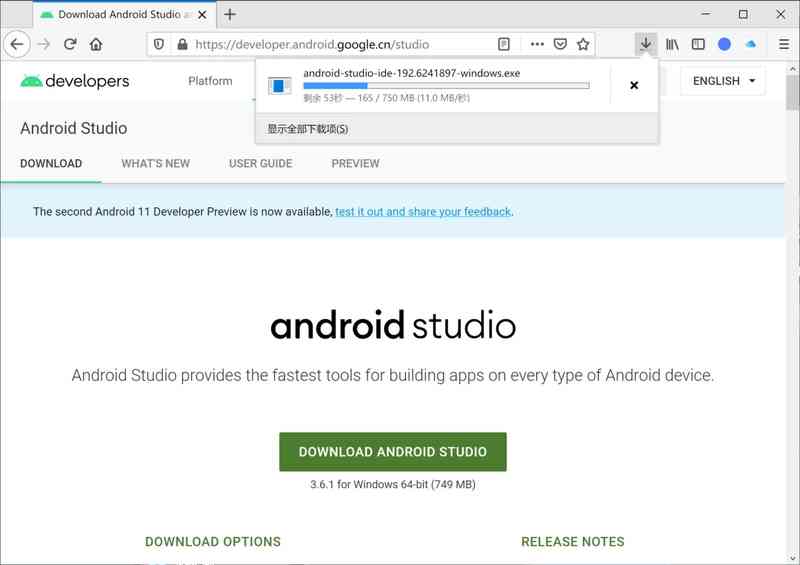 Download Android Studio a
https://developer.android.google.cn/studio
developers
Platform
ENGLISH
android-studio-ide-192.6241897-windows.exe
剩余 53秒 — 165 / 750 MB (11.0 MB/秒)
显示全部下载项(S)
Android Studio
DOWNLOAD
WHAT'S NEW
USER GUIDE
PREVIEW
The second Android 11 Developer Preview is now available, test it out and share your feedback.
android studio
Android Studio provides the fastest tools for building apps on every type of Android device.
DOWNLOAD ANDROID STUDIO
3.6.1 for Windows 64-bit (749 MB)
DOWNLOAD OPTIONS
RELEASE NOTES